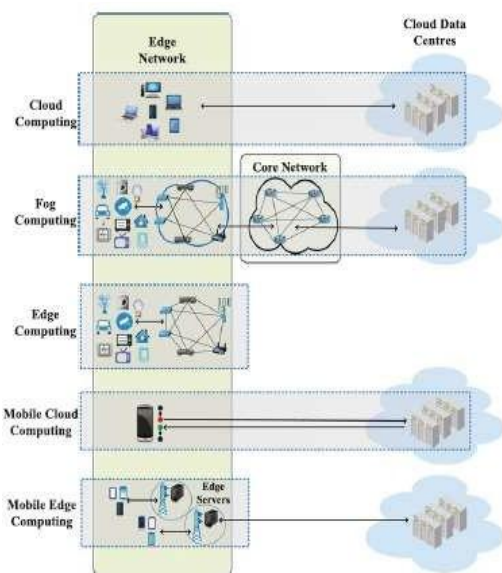 Edge
Network
Cloud Data
Centres
Cloud
Computing
Core Network
Fog
Computing
Edge
Computing
Mobile Cloud
Computing
Mobile Edge
Computing
Edge
Servers